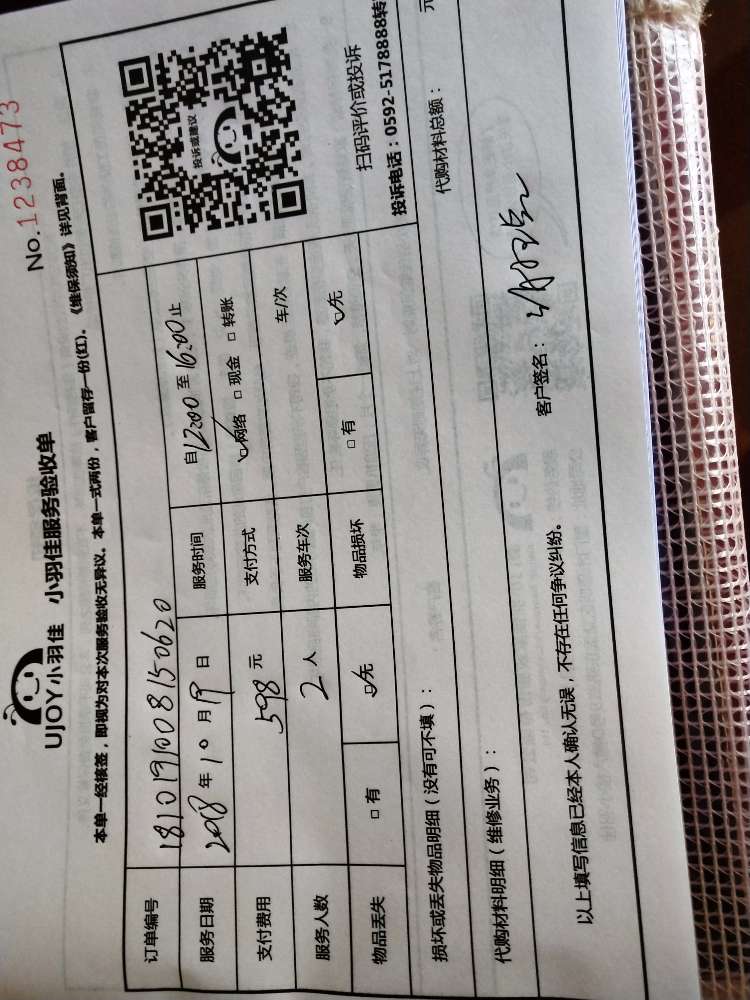 UJOY小羽佳 小羽佳服务验收单
No.1238473
本单一经核签，即视为对本次服务验收无异议。本单一式两份，客户留存一份(红)。《维保须知》详见背面。
订单编号 181019100815062​0
服务日期 2018年10月19日 服务时间 自12:00至16:00止
支付费用 598元 支付方式 ☑网络 □现金 □转账
服务人数 2人 服务车次 车/次
物品丢失 □有 ☑无 物品损坏 □有 ☑无
投诉或建议
扫码评价或投诉
投诉电话：0592-5178888转
损坏或丢失物品明细（没有可不填）：
代购材料明细（维修业务）： 代购材料总额： 元
以上填写信息已经本人确认无误，不存在任何争议纠纷。
客户签名：